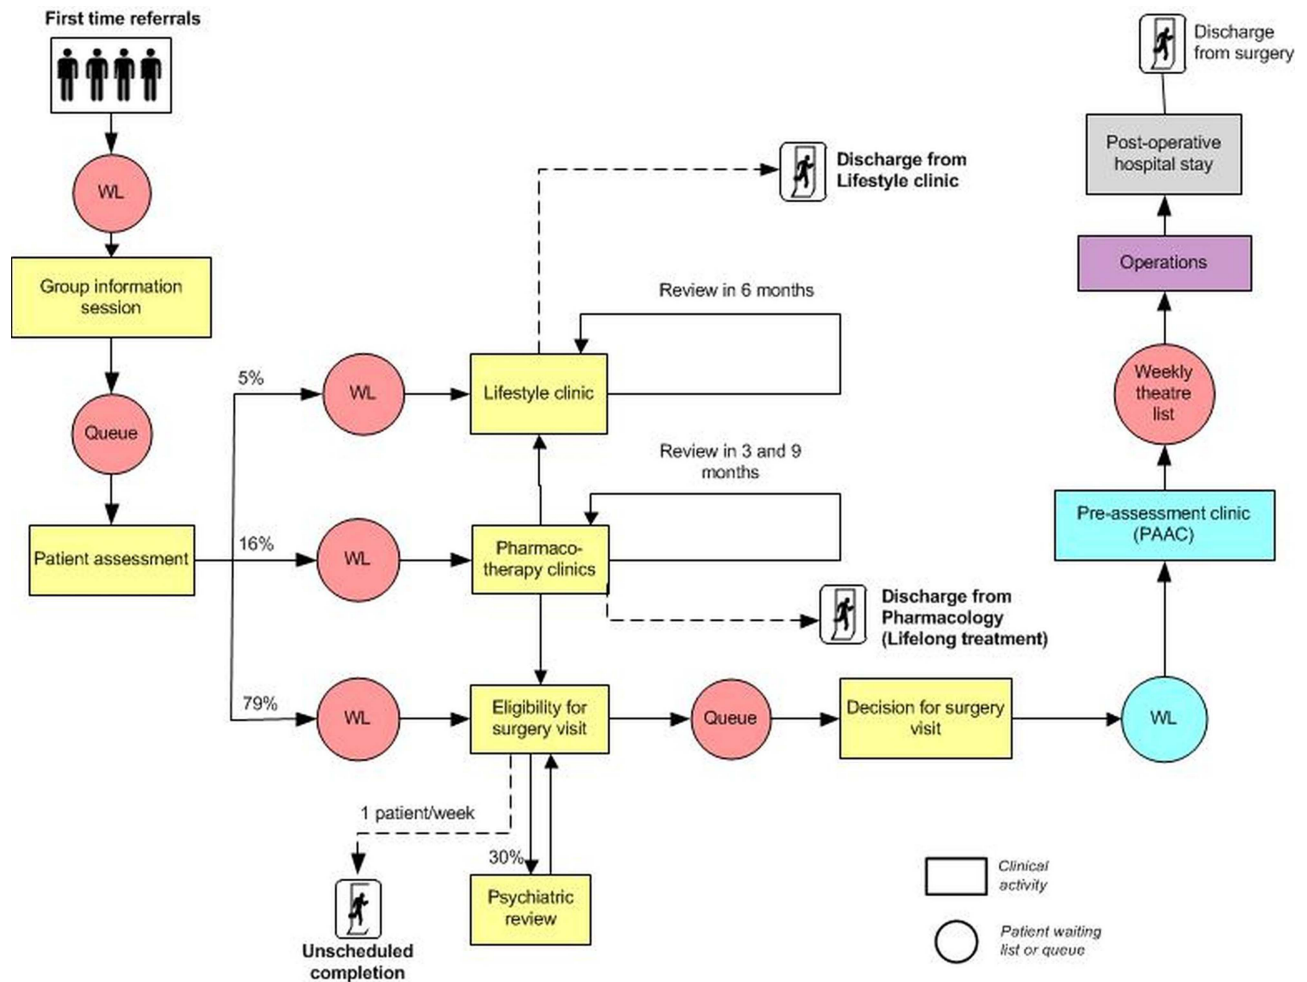 First time referrals
WL
Group information
session
Queue
Patient assessment
5%
16%
79%
WL
Lifestyle clinic
Review in 6 months
Discharge from
Lifestyle clinic
WL
Pharmaco-
therapy clinics
Review in 3 and 9
months
Discharge from
Pharmacology
(Lifelong treatment)
WL
Eligibility for
surgery visit
Queue
Decision for surgery
visit
WL
1 patient/week
30%
Psychiatric
review
Unscheduled
completion
Pre-assessment clinic
(PAAC)
Weekly
theatre
list
Operations
Post-operative
hospital stay
Discharge
from surgery
Clinical
activity
Patient waiting
list or queue